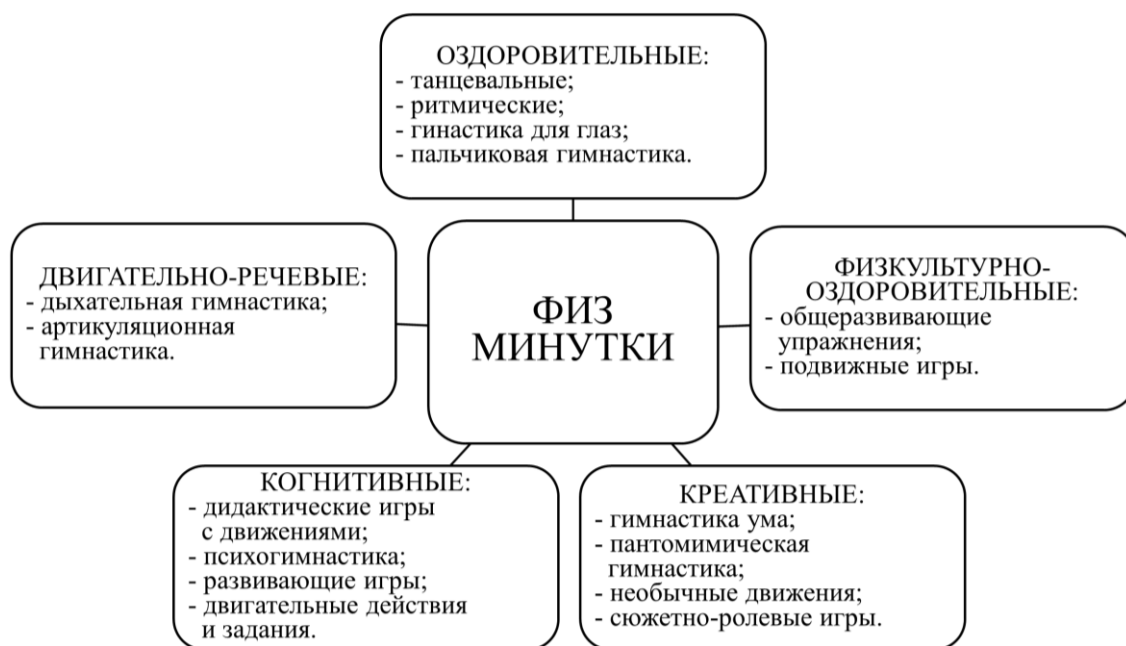 ОЗДОРОВИТЕЛЬНЫЕ:
- танцевальные;
- ритмические;
- гинастика для глаз;
- пальчиковая гимнастика.
ДВИГАТЕЛЬНО-РЕЧЕВЫЕ:
- дыхательная гимнастика;
- артикуляционная
гимнастика.
ФИЗ
МИНУТКИ
ФИЗКУЛЬТУРНО-
ОЗДОРОВИТЕЛЬНЫЕ:
- общеразвивающие
упражнения;
- подвижные игры.
КОГНИТИВНЫЕ:
- дидактические игры
с движениями;
- психогимнастика;
- развивающие игры;
- двигательные действия
и задания.
КРЕАТИВНЫЕ:
- гимнастика ума;
- пантомимическая
гимнастика;
- необычные движения;
- сюжетно-ролевые игры.